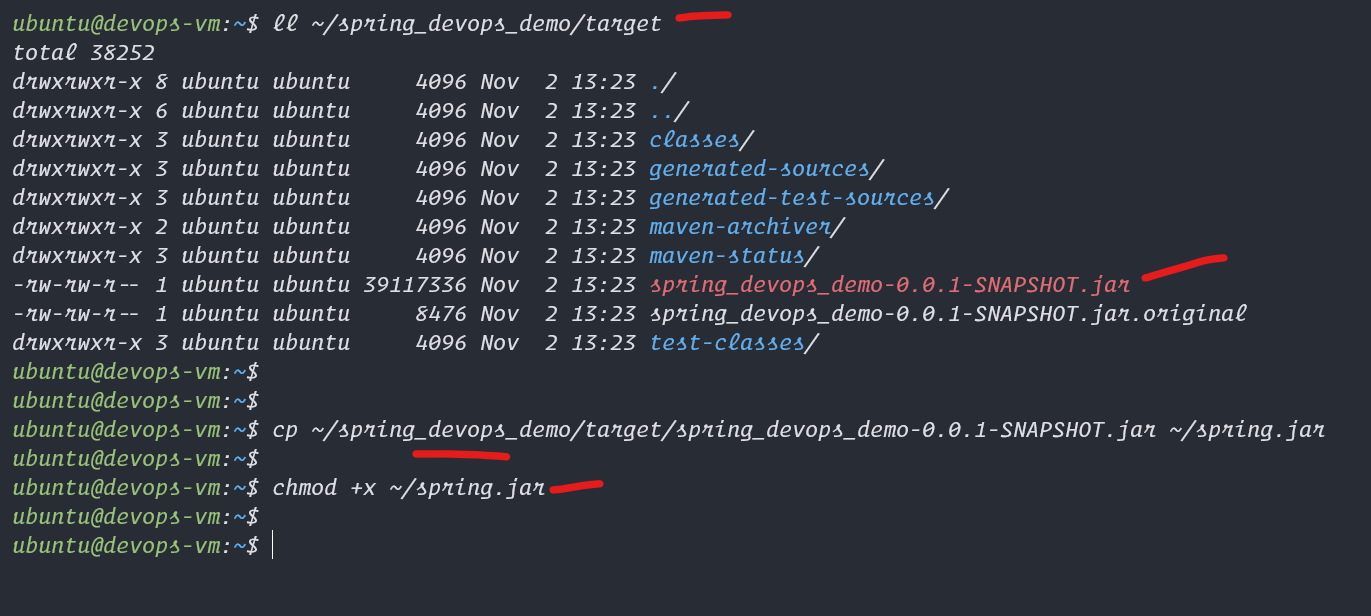 ubuntu@devops-vm:~$ ll ~/spring_devops_demo/target
total 38252
drwxrwxr-x 8 ubuntu ubuntu     4096 Nov  2 13:23 ./
drwxrwxr-x 6 ubuntu ubuntu     4096 Nov  2 13:23 ../
drwxrwxr-x 3 ubuntu ubuntu     4096 Nov  2 13:23 classes/
drwxrwxr-x 3 ubuntu ubuntu     4096 Nov  2 13:23 generated-sources/
drwxrwxr-x 3 ubuntu ubuntu     4096 Nov  2 13:23 generated-test-sources/
drwxrwxr-x 2 ubuntu ubuntu     4096 Nov  2 13:23 maven-archiver/
drwxrwxr-x 3 ubuntu ubuntu     4096 Nov  2 13:23 maven-status/
-rw-rw-r-- 1 ubuntu ubuntu 39117336 Nov  2 13:23 spring_devops_demo-0.0.1-SNAPSHOT.jar
-rw-rw-r-- 1 ubuntu ubuntu     8476 Nov  2 13:23 spring_devops_demo-0.0.1-SNAPSHOT.jar.original
drwxrwxr-x 3 ubuntu ubuntu     4096 Nov  2 13:23 test-classes/
ubuntu@devops-vm:~$
ubuntu@devops-vm:~$
ubuntu@devops-vm:~$ cp ~/spring_devops_demo/target/spring_devops_demo-0.0.1-SNAPSHOT.jar ~/spring.jar
ubuntu@devops-vm:~$
ubuntu@devops-vm:~$ chmod +x ~/spring.jar
ubuntu@devops-vm:~$
ubuntu@devops-vm:~$